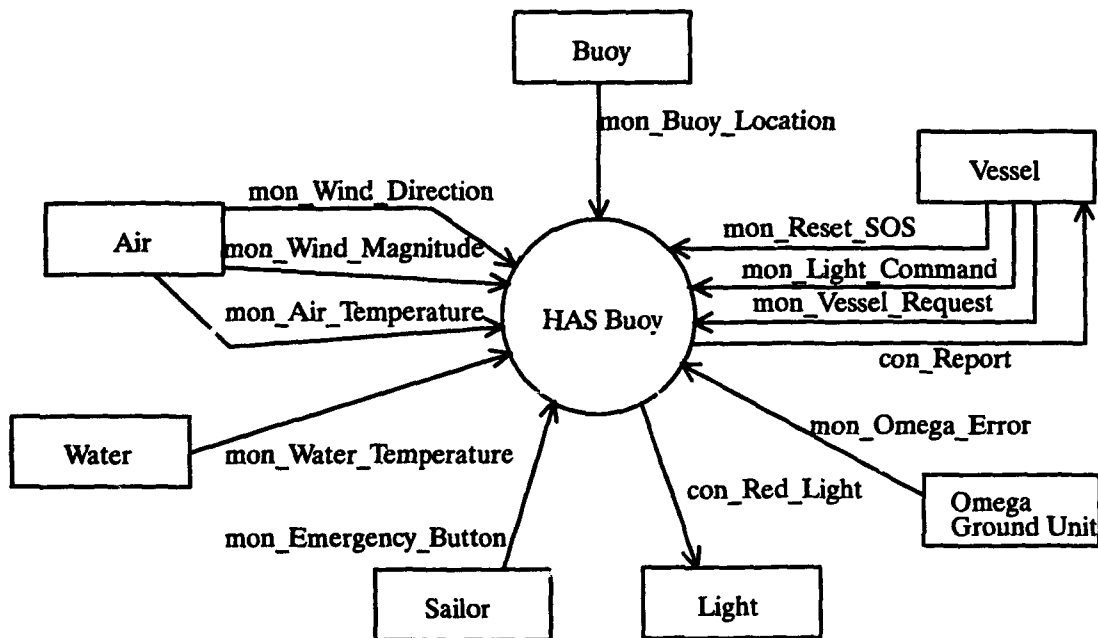 Buoy
mon_Buoy_Location
Vessel
mon_Wind_Direction
Air
mon_Wind_Magnitude
mon_Reset_SOS
mon_Light_Command
mon_Air_Temperature
mon_Vessel_Request
HAS Buoy
con_Report
mon_Omega_Error
Water
mon_Water_Temperature
con_Red_Light
Omega
Ground Unit
mon_Emergency_Button
Sailor
Light